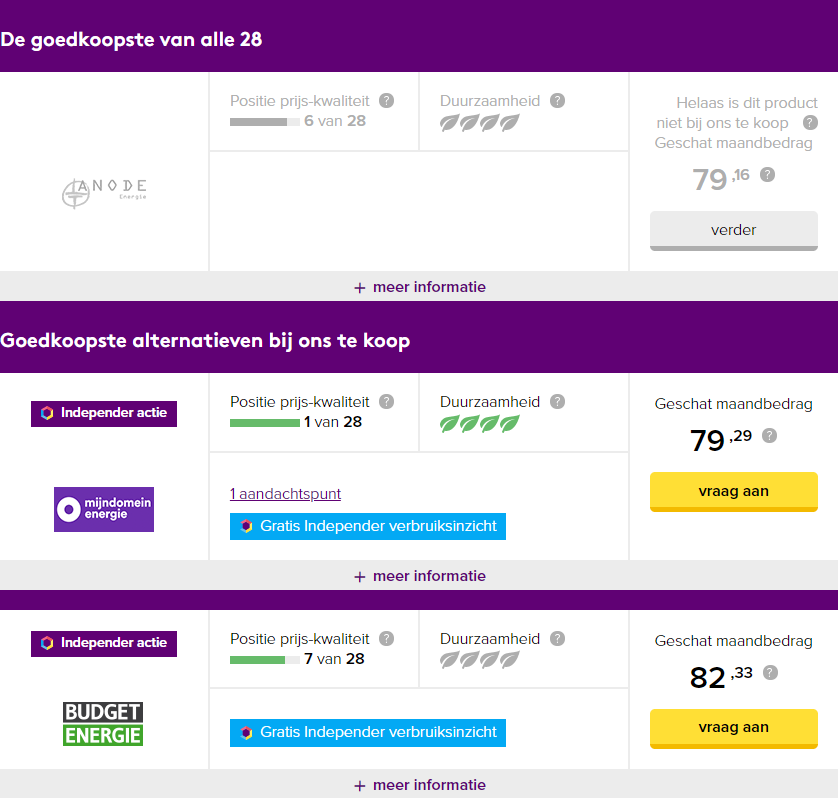 De goedkoopste van alle 28
Positie prijs-kwaliteit ?
6 van 28
Duurzaamheid ?
Helaas is dit product
niet bij ons te koop ?
Geschat maandbedrag
79 ,16 ?
ANODE
Energie
verder
+ meer informatie
Goedkoopste alternatieven bij ons te koop
Independer actie
Positie prijs-kwaliteit ?
1 van 28
Duurzaamheid ?
Geschat maandbedrag
79 ,29 ?
mijndomein
energie
1 aandachtspunt
Gratis Independer verbruiksinzicht
vraag aan
+ meer informatie
Independer actie
Positie prijs-kwaliteit ?
7 van 28
Duurzaamheid ?
Geschat maandbedrag
82 ,33 ?
BUDGET
ENERGIE
Gratis Independer verbruiksinzicht
vraag aan
+ meer informatie